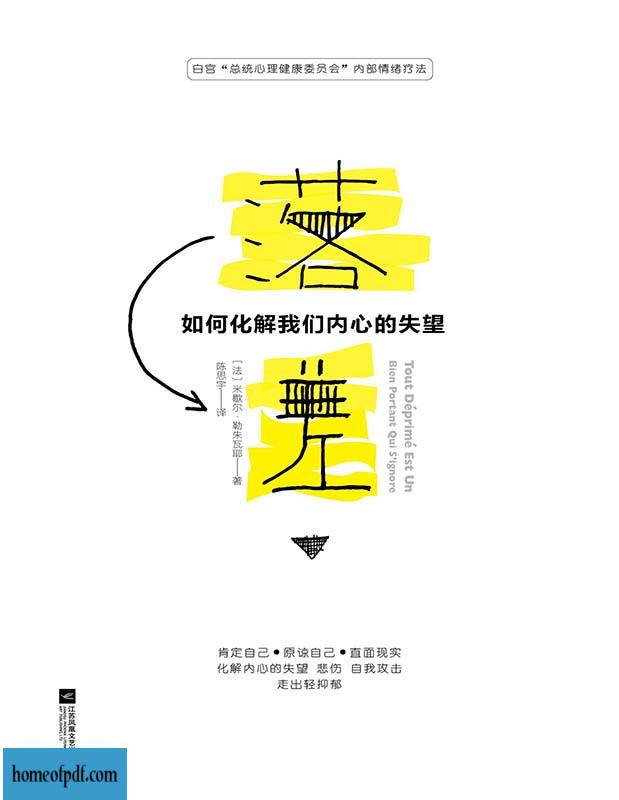 白宫“总统心理健康委员会”内部情绪疗法
落
如何化解我们内心的失望
差
〔法〕米歇尔·勒朱瓦耶——著
陈思宇——译
Tout Déprimé Est Un
Bien Portant Qui S'ignore
肯定自己●原谅自己●直面现实
化解内心的失望 悲伤 自我攻击
走出轻抑郁
江苏凤凰文艺
homeofpdf.com